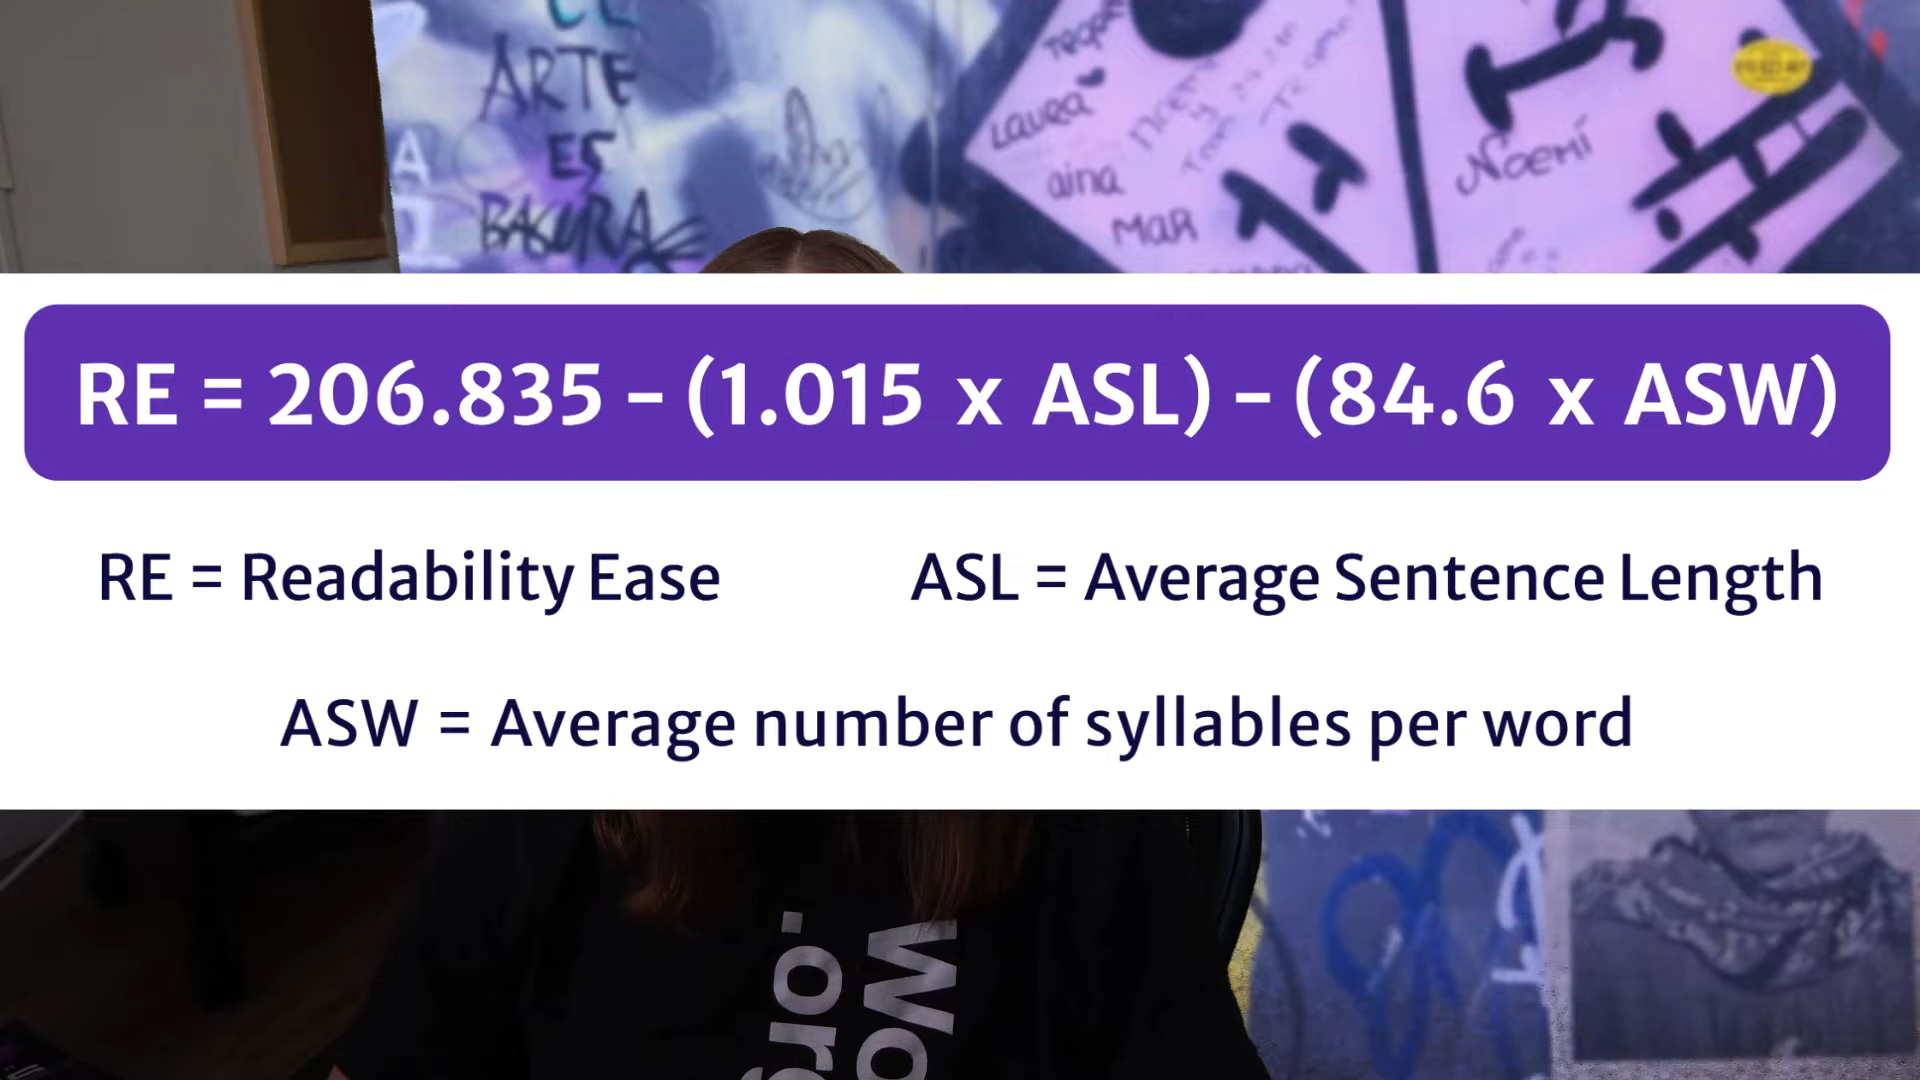 ARTE
ES
BASURA
Laura
aina
MaR
Noemí
RE = 206.835 – (1.015 x ASL) – (84.6 x ASW)
RE = Readability Ease
ASL = Average Sentence Length
ASW = Average number of syllables per word